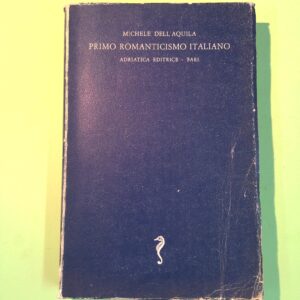 MICHELE DELL'AQUILA
PRIMO ROMANTICISMO ITALIANO
ADRIATICA EDITRICE - BARI